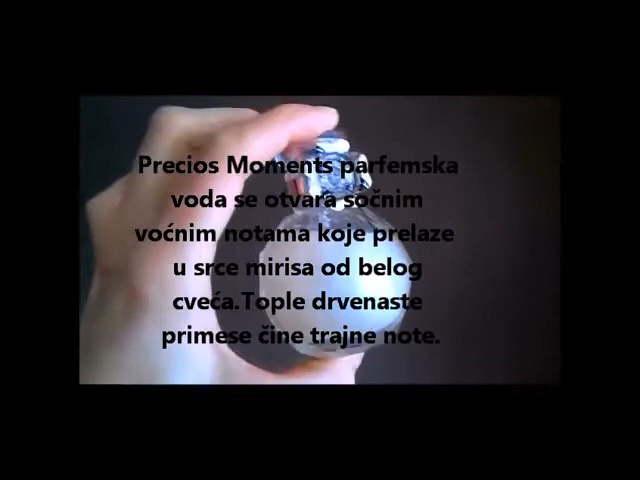 Precios Moments parfemska
voda se otvara sočnim
voćnim notama koje prelaze
u srce mirisa od belog
cveća.Tople drvenaste
primese čine trajne note.